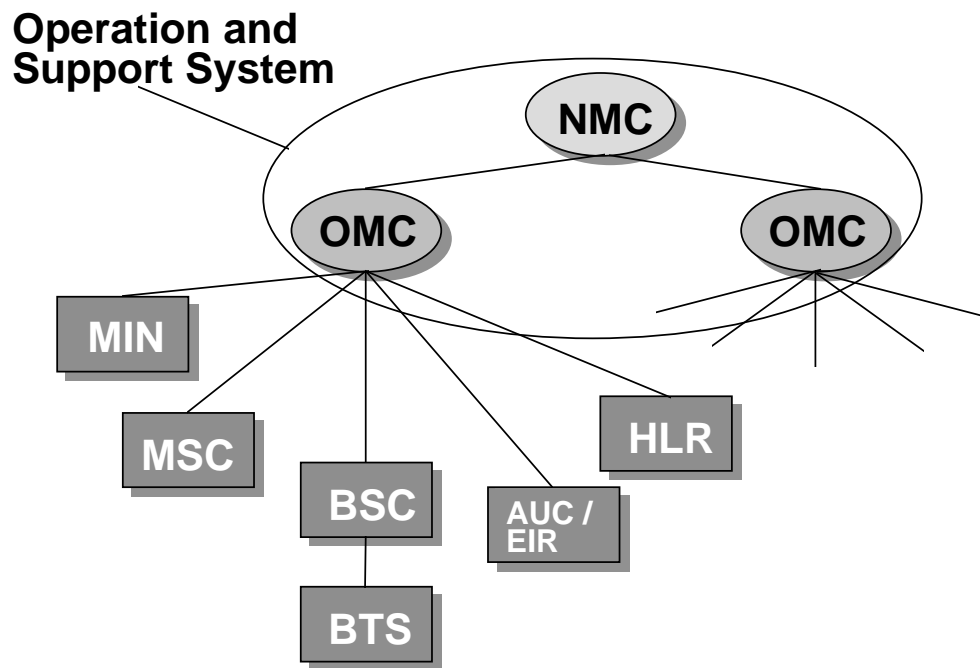 Operation and
Support System
NMC
OMC
OMC
MIN
MSC
BSC
AUC /
EIR
HLR
BTS